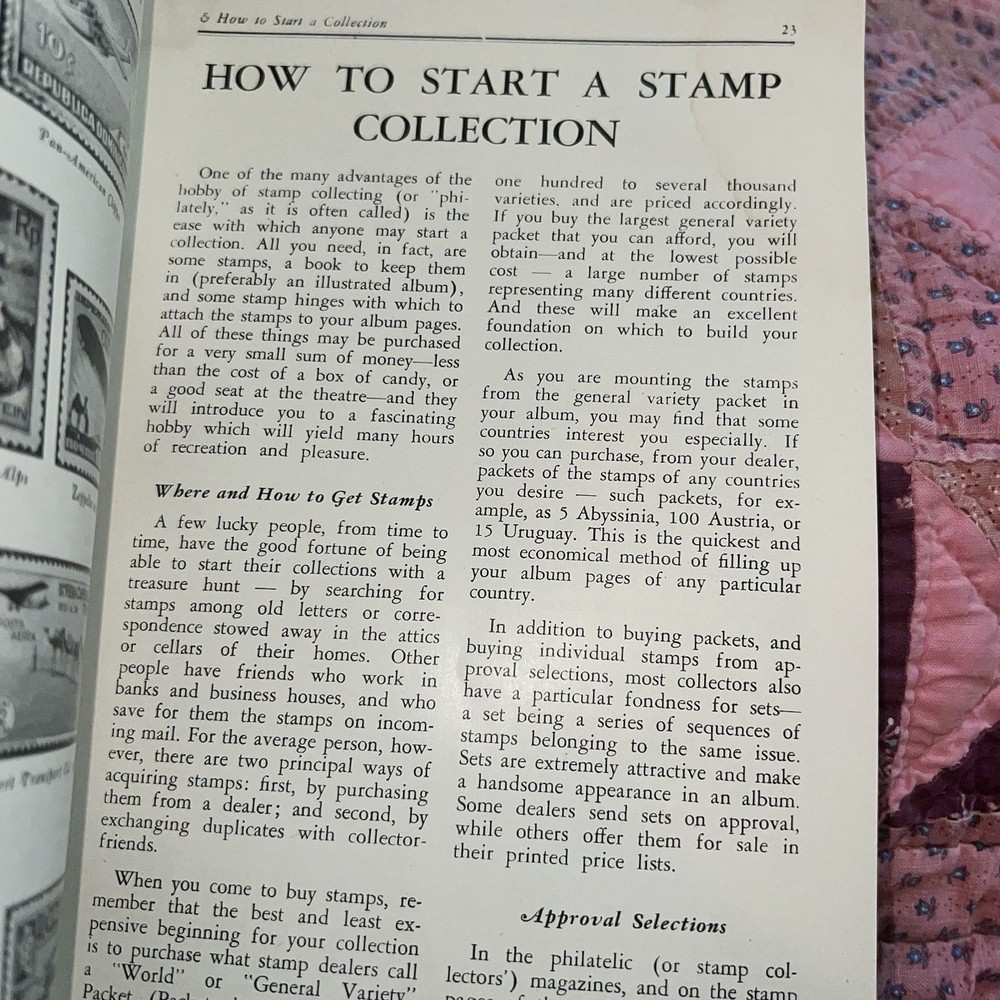 & How to Start a Collection
23
HOW TO START A STAMP
COLLECTION
One of the many advantages of the
hobby of stamp collecting (or "phi-
lately," as it is often called) is the
ease with which anyone may start a
collection. All you need, in fact, are
some stamps, a book to keep them
in (preferably an illustrated album),
and some stamp hinges with which to
attach the stamps to your album pages.
All of these things may be purchased
for a very small sum of money—less
than the cost of a box of candy, or
a good seat at the theatre—and they
will introduce you to a fascinating
hobby which will yield many hours
of recreation and pleasure.
Where and How to Get Stamps
A few lucky people, from time to
time, have the good fortune of being
able to start their collections with a
treasure hunt — by searching for
stamps among old letters or corre-
spondence stowed away in the attics
or cellars of their homes. Other
people have friends who work in
banks and business houses, and who
save for them the stamps on incom-
ing mail. For the average person, how-
ever, there are two principal ways of
acquiring stamps: first, by purchasing
them from a dealer; and second, by
exchanging duplicates with collector-
friends.
When you come to buy stamps, re-
member that the best and least ex-
pensive beginning for your collection
is to purchase what stamp dealers call
a "World" or "General Variety"
Packet.
one hundred to several thousand
varieties, and are priced accordingly.
If you buy the largest general variety
packet that you can afford, you will
obtain—and at the lowest possible
cost — a large number of stamps
representing many different countries.
And these will make an excellent
foundation on which to build your
collection.
As you are mounting the stamps
from the general variety packet in
your album, you may find that some
countries interest you especially. If
so you can purchase, from your dealer,
packets of the stamps of any countries
you desire — such packets, for ex-
ample, as 5 Abyssinia, 100 Austria, or
15 Uruguay. This is the quickest and
most economical method of filling up
your album pages of any particular
country.
In addition to buying packets, and
buying individual stamps from ap-
proval selections, most collectors also
have a particular fondness for sets—
a set being a series of sequences of
stamps belonging to the same issue.
Sets are extremely attractive and make
a handsome appearance in an album.
Some dealers send sets on approval,
while others offer them for sale in
their printed price lists.
Approval Selections
In the philatelic (or stamp col-
lectors') magazines, and on the stamp
10¢
REPUBLICA
Pan-American
Rp
Alps